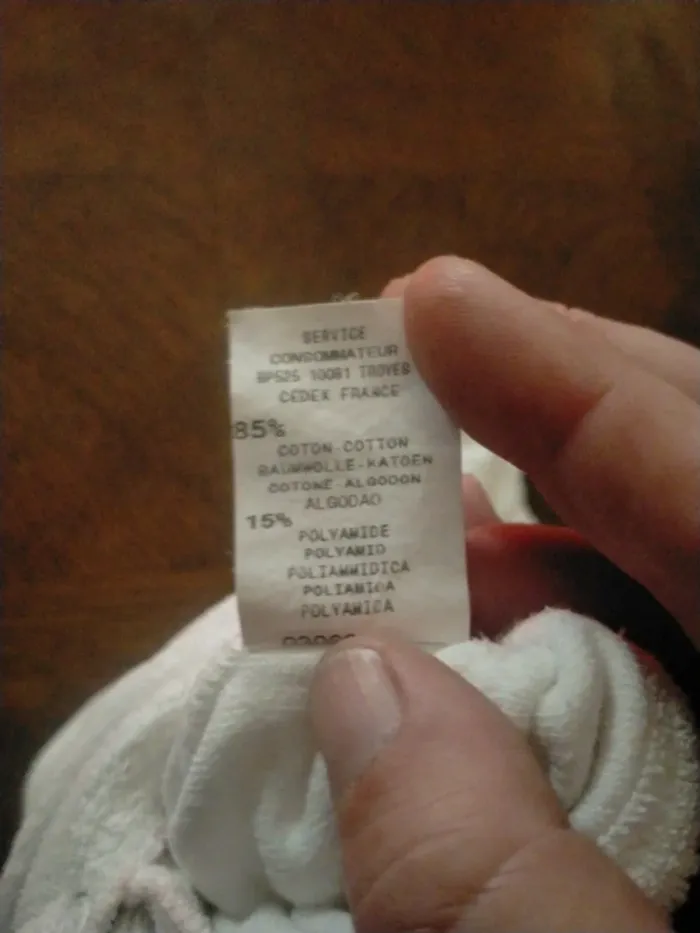 SERVICE
CONSOMMATEUR
BP525 10081 TROYES
CEDEX FRANCE
85%
COTON-COTTON
BAUMWOLLE-KATOEN
COTONE-ALGODON
ALGODAO
15%
POLYAMIDE
POLYAMID
POLIAMMIDICA
POLIAMIDA
POLYAMICA